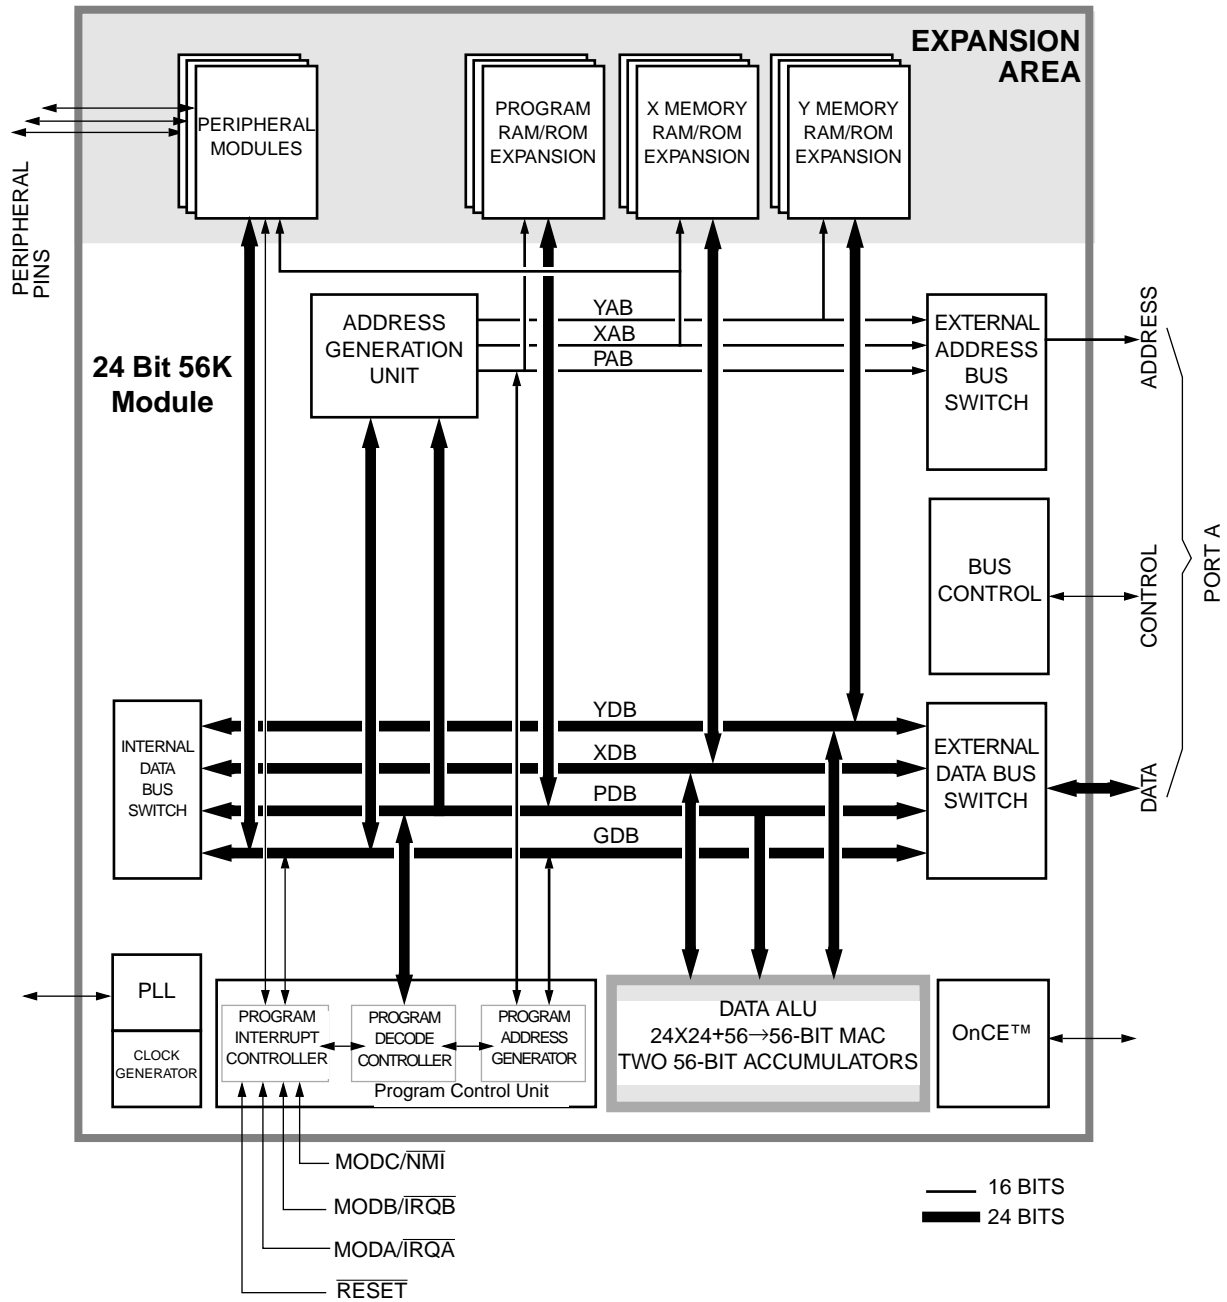 EXPANSION
AREA
PERIPHERAL
MODULES
PROGRAM
RAM/ROM
EXPANSION
X MEMORY
RAM/ROM
EXPANSION
Y MEMORY
RAM/ROM
EXPANSION
PERIPHERAL
PINS
24 Bit 56K
Module
ADDRESS
GENERATION
UNIT
YAB
XAB
PAB
EXTERNAL
ADDRESS
BUS
SWITCH
ADDRESS
BUS
CONTROL
CONTROL
PORT A
INTERNAL
DATA
BUS
SWITCH
YDB
XDB
PDB
GDB
EXTERNAL
DATA BUS
SWITCH
DATA
PLL
CLOCK
GENERATOR
PROGRAM
INTERRUPT
CONTROLLER
PROGRAM
DECODE
CONTROLLER
PROGRAM
ADDRESS
GENERATOR
Program Control Unit
DATA ALU
24X24+56→56-BIT MAC
TWO 56-BIT ACCUMULATORS
OnCE™
MODC/NMI
MODB/IRQB
MODA/IRQA
RESET
16 BITS
24 BITS